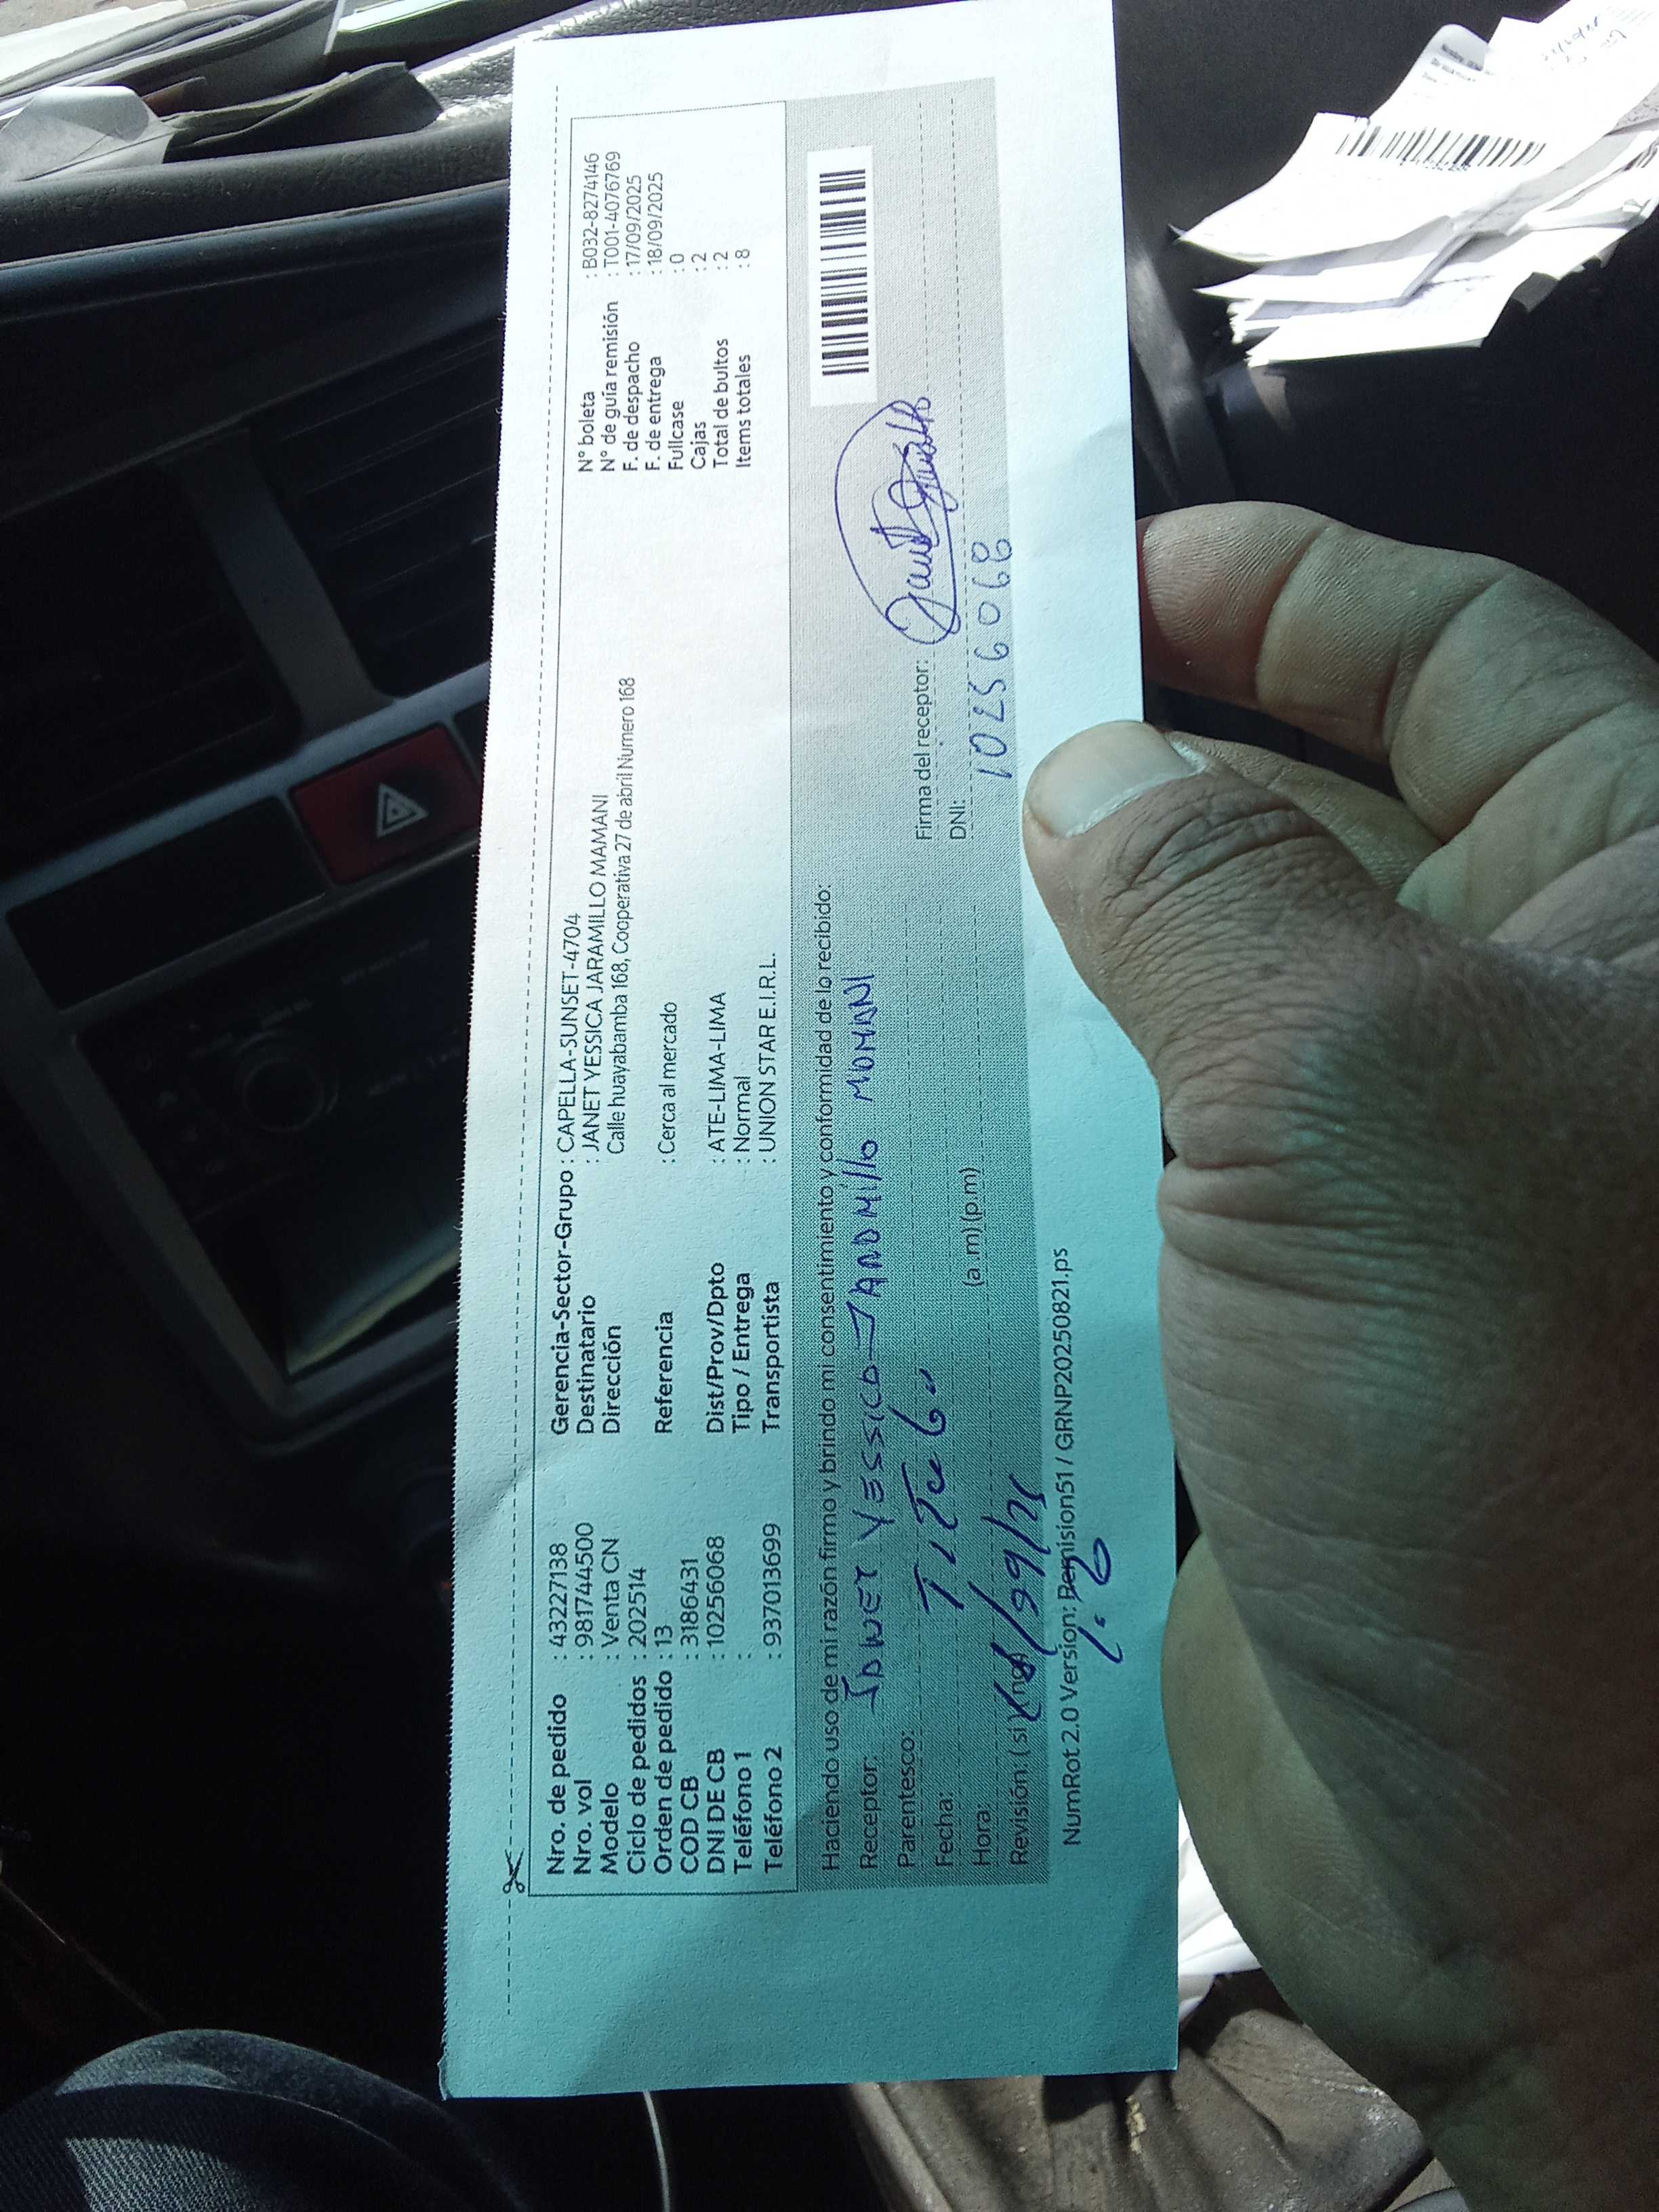 Nro. de pedido : 43227138
Nro. vol : 981744500
Modelo : Venta CN
Ciclo de pedidos : 202514
Orden de pedido : 13
COD CB : 3186431
DNI DE CB : 10256068
Teléfono 1 :
Teléfono 2 : 937013699
Gerencia-Sector-Grupo : CAPELLA-SUNSET-4704
Destinatario : JANET YESSICA JARAMILLO MAMANI
Dirección Calle huayabamba 168, Cooperativa 27 de abril Numero 168
Referencia : Cerca al mercado
Dist/Prov/Dpto : ATE-LIMA-LIMA
Tipo / Entrega : Normal
Transportista : UNION STAR E.I.R.L.
N° boleta : B032-8274146
N° de guía remisión : T001-4076769
F. de despacho : 17/09/2025
F. de entrega : 18/09/2025
Fullcase : 0
Cajas : 2
Total de bultos : 2
Items totales : 8
Haciendo uso de mi razón firmo y brindo mi consentimiento y conformidad de lo recibido:
Receptor: JANET YESSICA JARAMillo MAMANI
Parentesco:
Fecha:
Hora: (a.m) (p.m)
Revisión. ( si )
Firma del receptor:
DNI: 10256068
NumRot 2.0 Version: Remision51 / GRNP20250821.ps